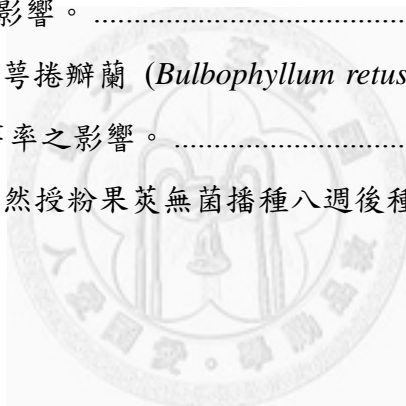 影響。.......................................
萼捲瓣蘭 (Bulbophyllum retus
率之影響。.............................
然授粉果莢無菌播種八週後種